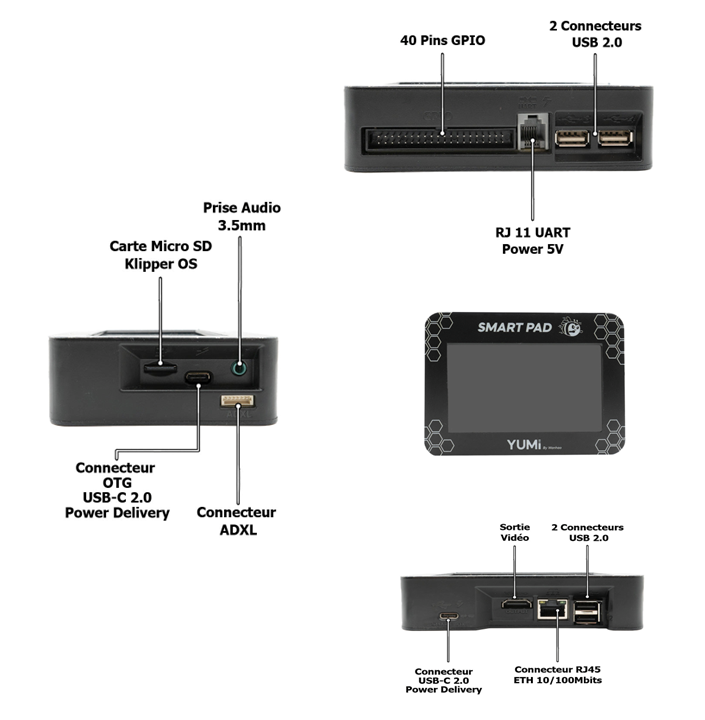 2 Connecteurs
USB 2.0
40 Pins GPIO
RJ 11 UART
Power 5V
Prise Audio
3.5mm
Carte Micro SD
Klipper OS
Connecteur
OTG
USB-C 2.0
Power Delivery
Connecteur
ADXL
ADXL
SMART PAD
YUMi
Sortie
Vidéo
2 Connecteurs
USB 2.0
Connecteur
USB-C 2.0
Power Delivery
Connecteur RJ45
ETH 10/100Mbits